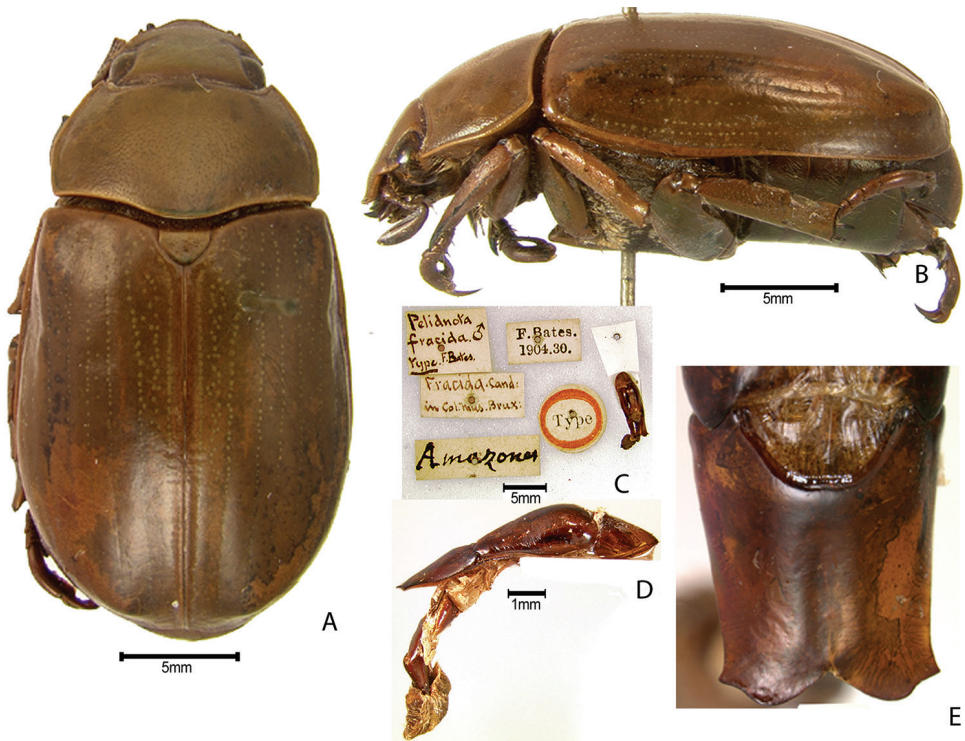 A
5mm
B
5mm
Pelidnota
fracida. ♂
Type. F. Bates.
F. Bates.
1904.30.
Fracida. Cand:
in Col: Mus. Brux:
Type
Amazones
5mm
C
1mm
D
E